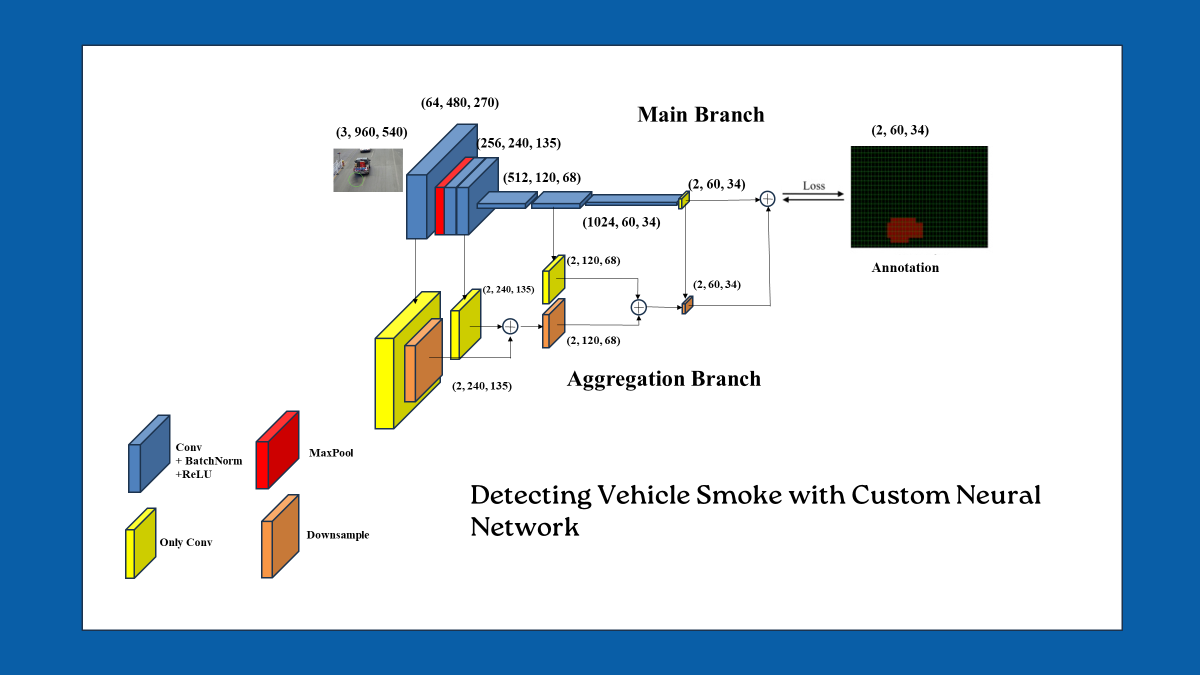 (64, 480, 270)
Main Branch
(3, 960, 540)
(2, 60, 34)
(256, 240, 135)
(512, 120, 68)
(2, 60, 34)
Loss
(1024, 60, 34)
(2, 120, 68)
Annotation
(2, 240, 135)
(2, 60, 34)
(2, 120, 68)
Aggregation Branch
(2, 240, 135)
Conv
+ BatchNorm
+ReLU
MaxPool
Only Conv
Downsample
Detecting Vehicle Smoke with Custom Neural
Network